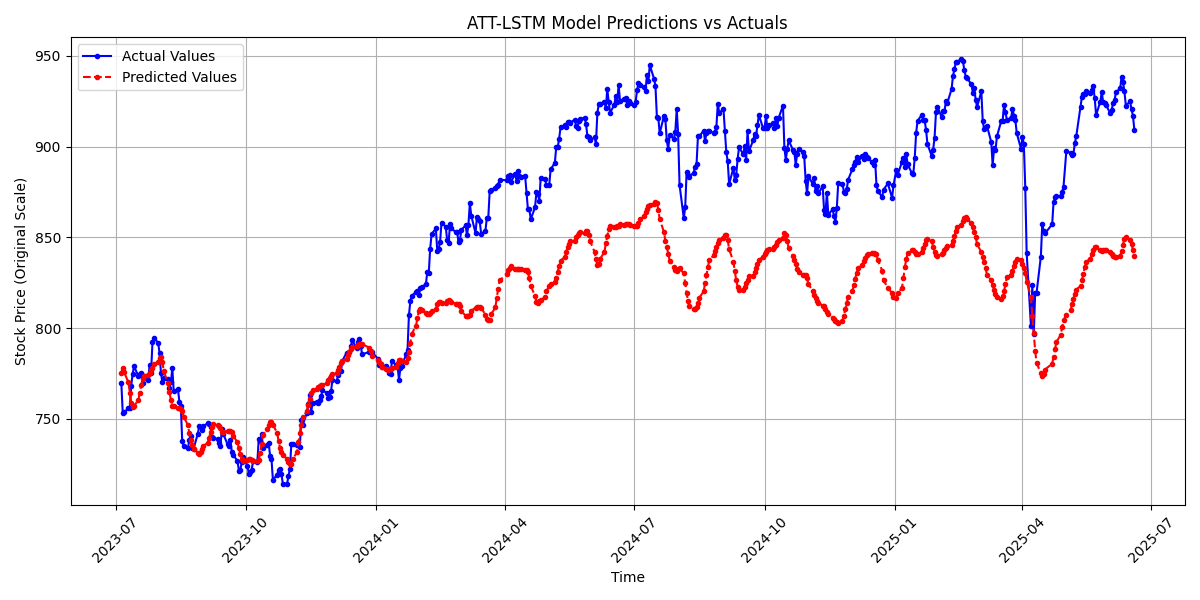 ATT-LSTM Model Predictions vs Actuals
Actual Values
Predicted Values
Stock Price (Original Scale)
950
900
850
800
750
2023-07
2023-10
2024-01
2024-04
2024-07
2024-10
2025-01
2025-04
2025-07
Time